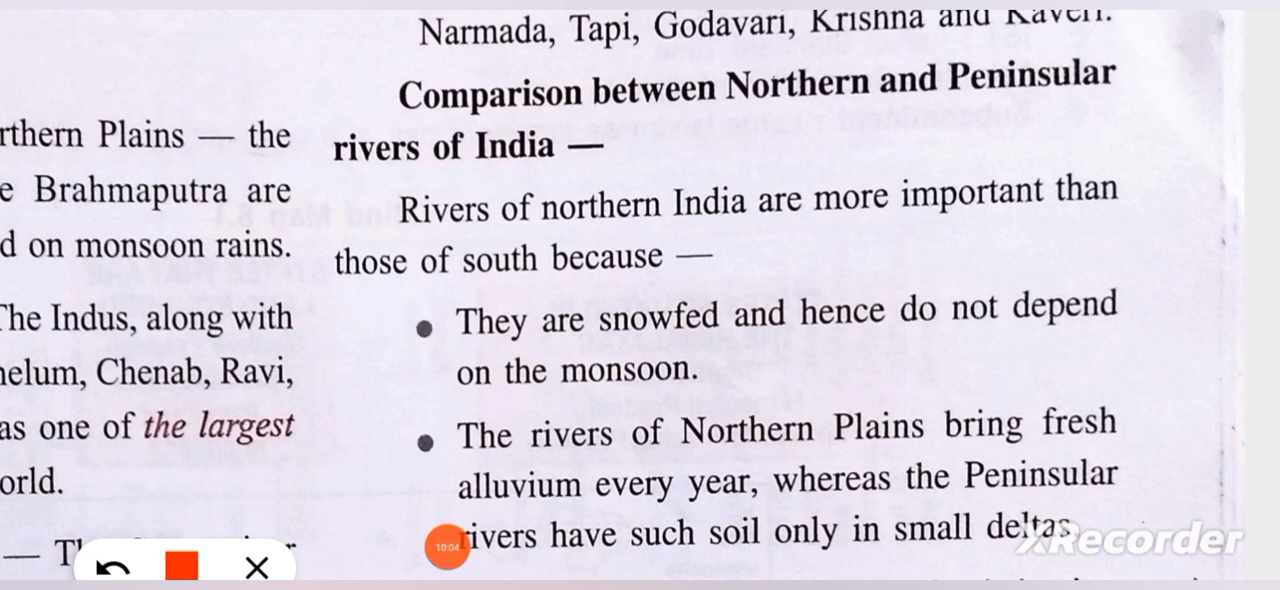 Narmada, Tapi, Godavari, Krishna and Kaveri.
Comparison between Northern and Peninsular
rivers of India —
Rivers of northern India are more important than
those of south because —
• They are snowfed and hence do not depend
on the monsoon.
• The rivers of Northern Plains bring fresh
alluvium every year, whereas the Peninsular
rivers have such soil only in small deltas.
rthern Plains — the
e Brahmaputra are
d on monsoon rains.
The Indus, along with
helum, Chenab, Ravi,
as one of the largest
orld.
10:04
XRecorder